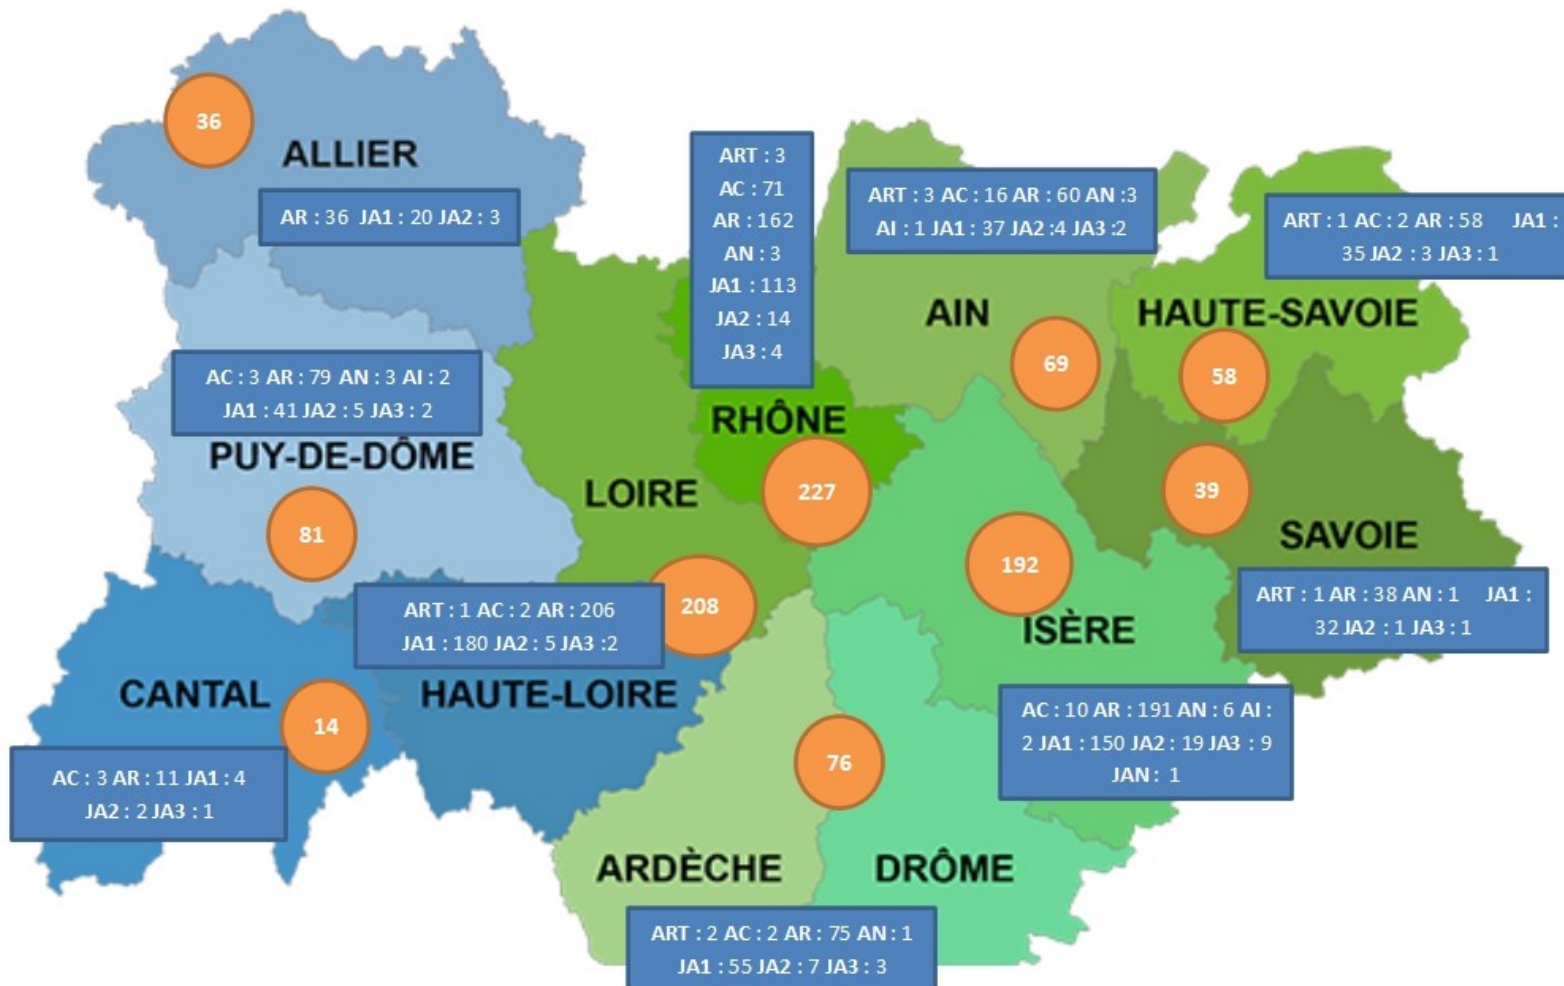 36
ALLIER
AR : 36 JA1 : 20 JA2 : 3
ART : 3
AC : 71
AR : 162
AN : 3
JA1 : 113
JA2 : 14
JA3 : 4
ART : 3 AC : 16 AR : 60 AN :3
AI : 1 JA1 : 37 JA2 :4 JA3 :2
ART : 1 AC : 2 AR : 58 JA1 :
35 JA2 : 3 JA3 : 1
AIN
HAUTE-SAVOIE
69
58
AC : 3 AR : 79 AN : 3 AI : 2
JA1 : 41 JA2 : 5 JA3 : 2
PUY-DE-DÔME
81
RHÔNE
227
LOIRE
208
39
SAVOIE
ART : 1 AR : 38 AN : 1 JA1 :
32 JA2 : 1 JA3 : 1
192
ISÈRE
ART : 1 AC : 2 AR : 206
JA1 : 180 JA2 : 5 JA3 :2
CANTAL
14
HAUTE-LOIRE
AC : 3 AR : 11 JA1 : 4
JA2 : 2 JA3 : 1
AC : 10 AR : 191 AN : 6 AI :
2 JA1 : 150 JA2 : 19 JA3 : 9
JAN : 1
76
ARDÈCHE
DRÔME
ART : 2 AC : 2 AR : 75 AN : 1
JA1 : 55 JA2 : 7 JA3 : 3